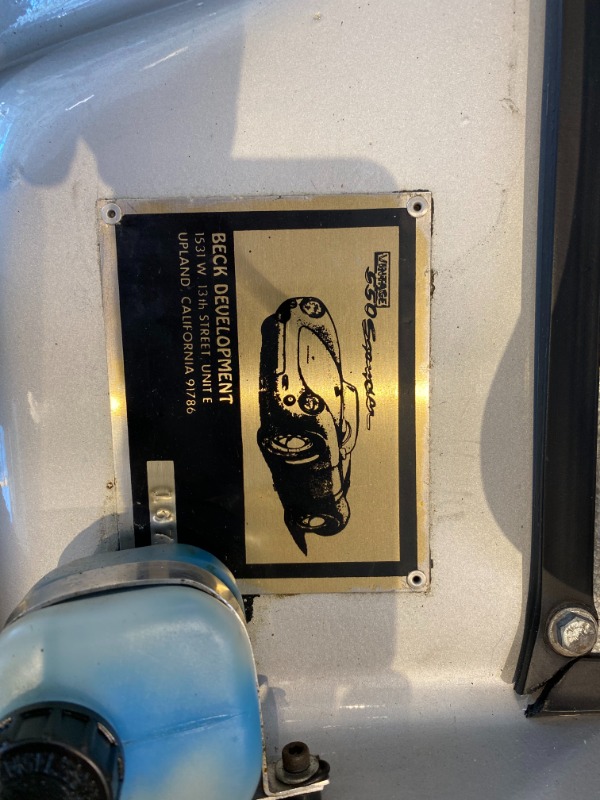 VINTAGE
550 Spyder
BECK DEVELOPMENT
1531 W. 13th STREET, UNIT E
UPLAND, CALIFORNIA 91786